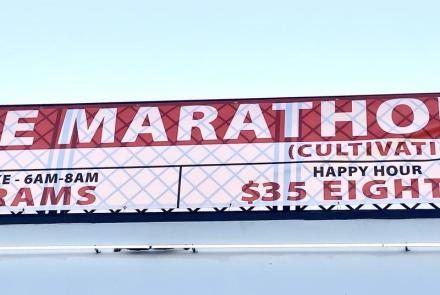 E MARATHO
(CULTIVATI
E - 6AM-8AM
RAMS
HAPPY HOUR
$35 EIGHT